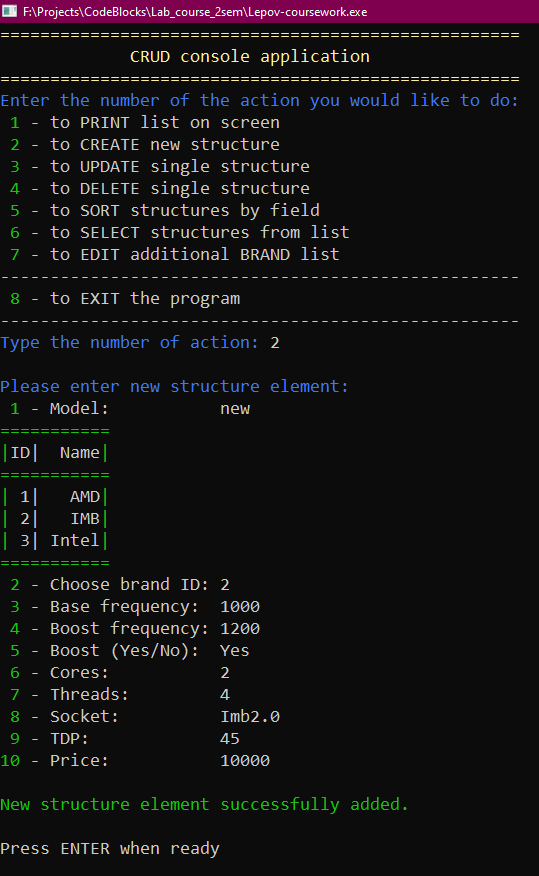 F:\Projects\CodeBlocks\Lab_course_2sem\Lepov-coursework.exe
====================================================
             CRUD console application
====================================================
Enter the number of the action you would like to do:
 1 - to PRINT list on screen
 2 - to CREATE new structure
 3 - to UPDATE single structure
 4 - to DELETE single structure
 5 - to SORT structures by field
 6 - to SELECT structures from list
 7 - to EDIT additional BRAND list
----------------------------------------------------
 8 - to EXIT the program
----------------------------------------------------
Type the number of action: 2
Please enter new structure element:
 1 - Model:           new
===========
|ID|  Name|
===========
| 1|   AMD|
| 2|   IMB|
| 3| Intel|
===========
 2 - Choose brand ID: 2
 3 - Base frequency:  1000
 4 - Boost frequency: 1200
 5 - Boost (Yes/No):  Yes
 6 - Cores:           2
 7 - Threads:         4
 8 - Socket:          Imb2.0
 9 - TDP:             45
10 - Price:           10000
New structure element successfully added.
Press ENTER when ready